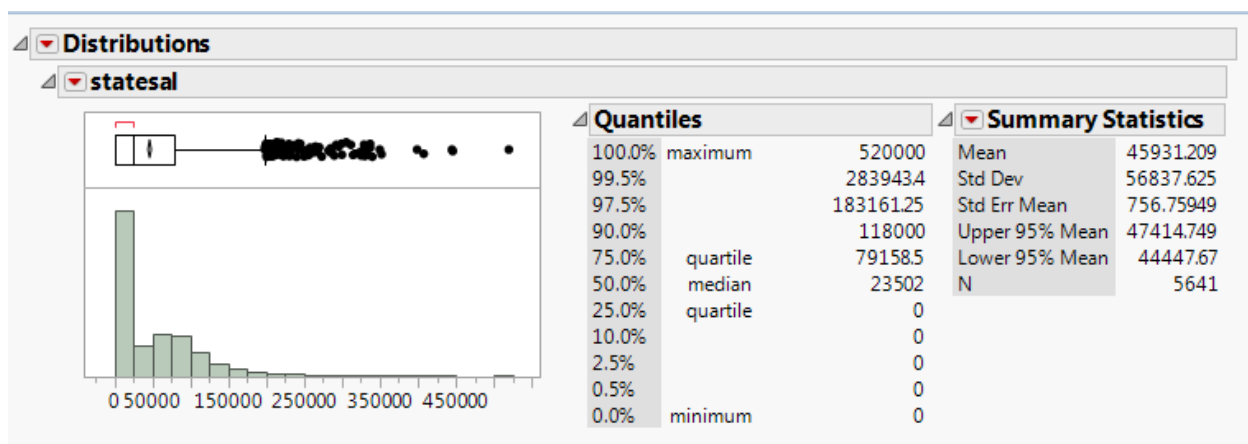 Distributions
statesal
Quantiles
100.0% maximum 520000
99.5% 283943.4
97.5% 183161.25
90.0% 118000
75.0% quartile 79158.5
50.0% median 23502
25.0% quartile 0
10.0% 0
2.5% 0
0.5% 0
0.0% minimum 0
Summary Statistics
Mean 45931.209
Std Dev 56837.625
Std Err Mean 756.75949
Upper 95% Mean 47414.749
Lower 95% Mean 44447.67
N 5641
0 50000 150000 250000 350000 450000